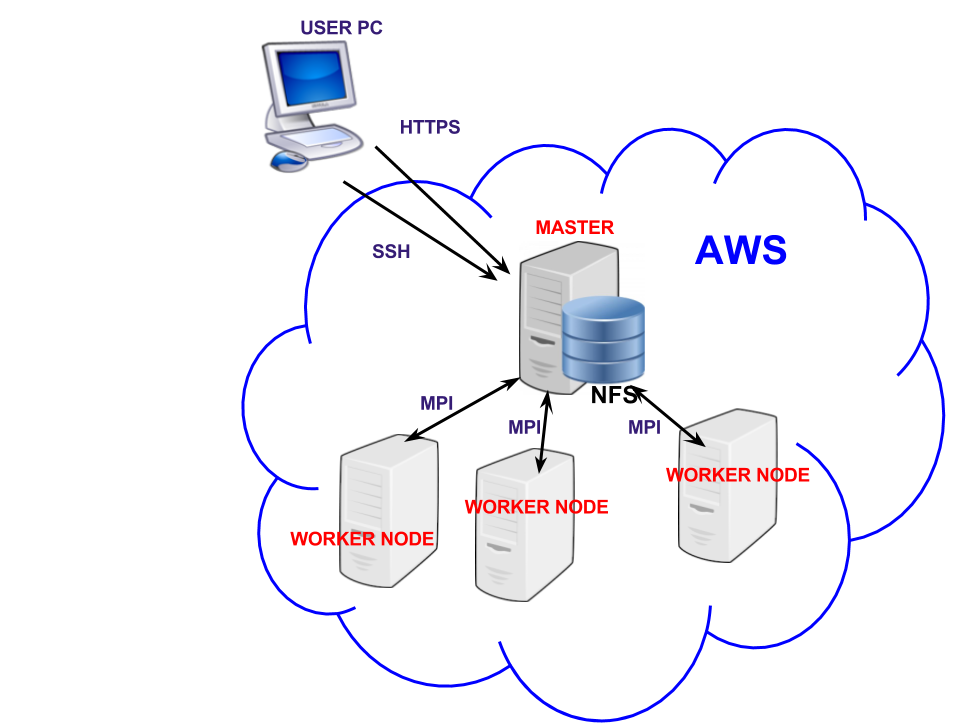 USER PC
HTTPS
MASTER
AWS
SSH
NFS
MPI
MPI
MPI
WORKER NODE
WORKER NODE
WORKER NODE